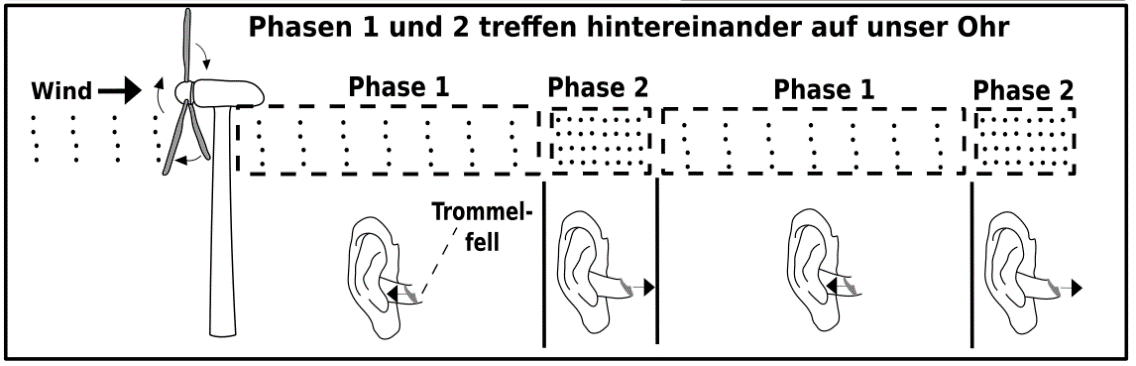 Phasen 1 und 2 treffen hintereinander auf unser Ohr
Wind
Phase 1
Phase 2
Phase 1
Phase 2
Trommel-
fell